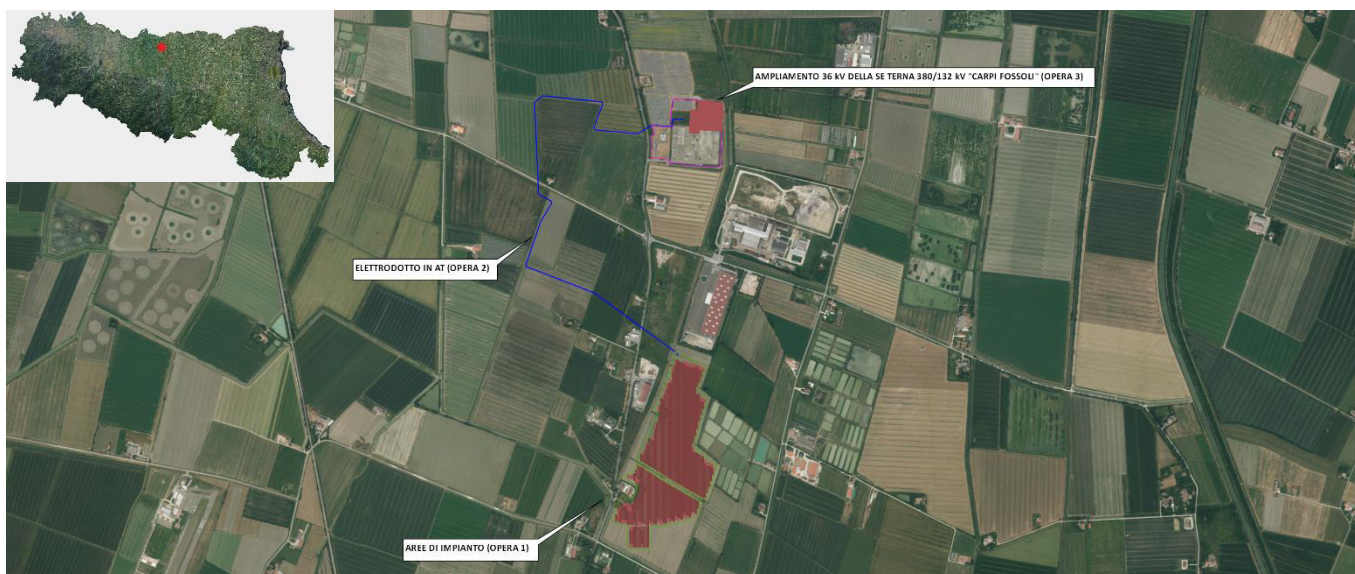 AMPLIAMENTO 36 kV DELLA SE TERNA 380/132 kV "CARPI FOSSOLI" (OPERA 3)
ELETTRODOTTO IN AT (OPERA 2)
AREE DI IMPIANTO (OPERA 1)